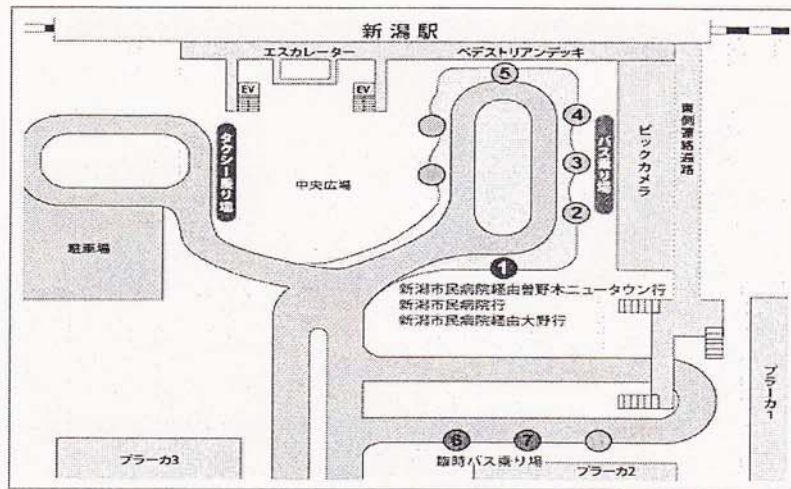 新潟駅
エスカレーター
ペデストリアンデッキ
EV
EV
5
4
3
2
1
タクシー乗り場
バス乗り場
ビックカメラ
東側連絡通路
中央広場
駐車場
新潟市民病院経由曽野木ニュータウン行
新潟市民病院行
新潟市民病院経由大野行
6
7
臨時バス乗り場
プラーカ1
プラーカ2
プラーカ3